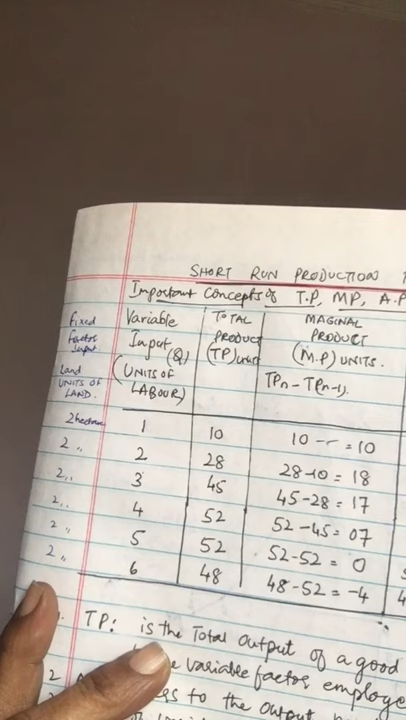 SHORT RUN PRODUCTION
Important Concepts of T.P, MP, A.P
Fixed factor Input Land UNITS OF LAND. | Variable Input (Q) (UNITS OF LABOUR) | TOTAL PRODUCT (TP) units | MAGINAL PRODUCT (M.P) UNITS. TPn - TP(n-1).
2 hectares 1 10 10 - - = 10
2 ,, 2 28 28-10 = 18
2 ,, 3 45 45-28 = 17
2 ,, 4 52 52-45 = 07
2 ,, 5 52 52-52 = 0
2 ,, 6 48 48-52 = -4
TP: is the Total output of a good
variable factor employe
to the output